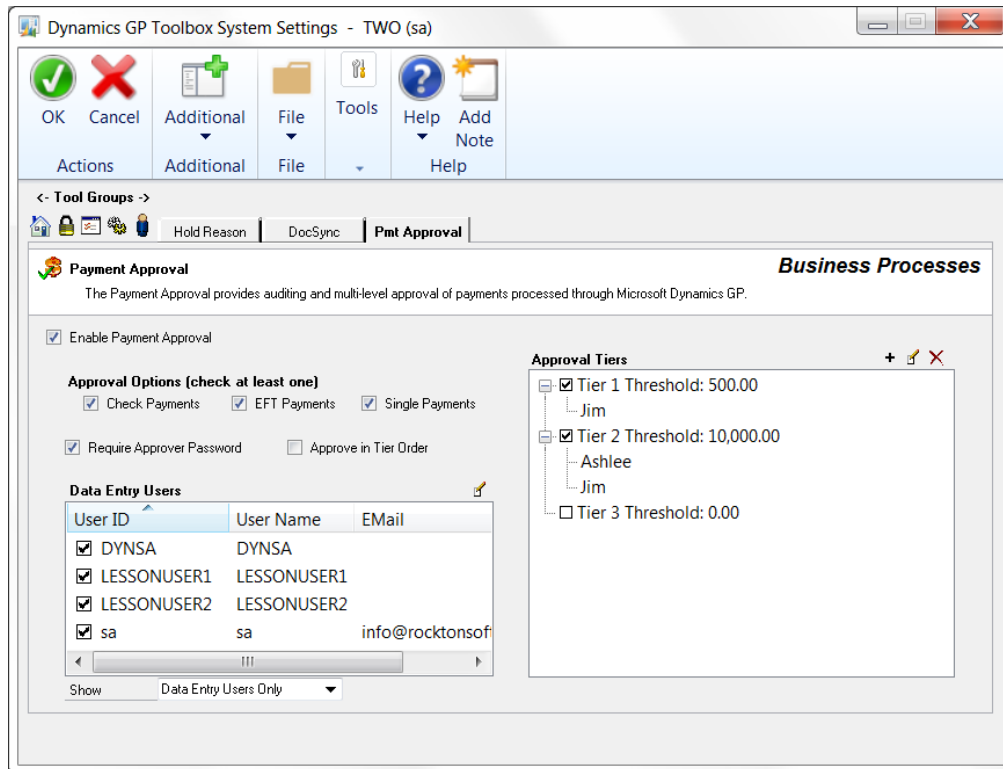 Dynamics GP Toolbox System Settings - TWO (sa)
OK Cancel Additional File Tools Help Add Note
Actions Additional File Help
<- Tool Groups ->
Hold Reason DocSync Pmt Approval
Payment Approval Business Processes
The Payment Approval provides auditing and multi-level approval of payments processed through Microsoft Dynamics GP.
Enable Payment Approval
Approval Options (check at least one)
Check Payments EFT Payments Single Payments
Require Approver Password Approve in Tier Order
Data Entry Users
User ID User Name EMail
DYNSA DYNSA
LESSONUSER1 LESSONUSER1
LESSONUSER2 LESSONUSER2
sa sa info@rocktonsof
Show Data Entry Users Only
Approval Tiers
Tier 1 Threshold: 500.00
Jim
Tier 2 Threshold: 10,000.00
Ashlee
Jim
Tier 3 Threshold: 0.00